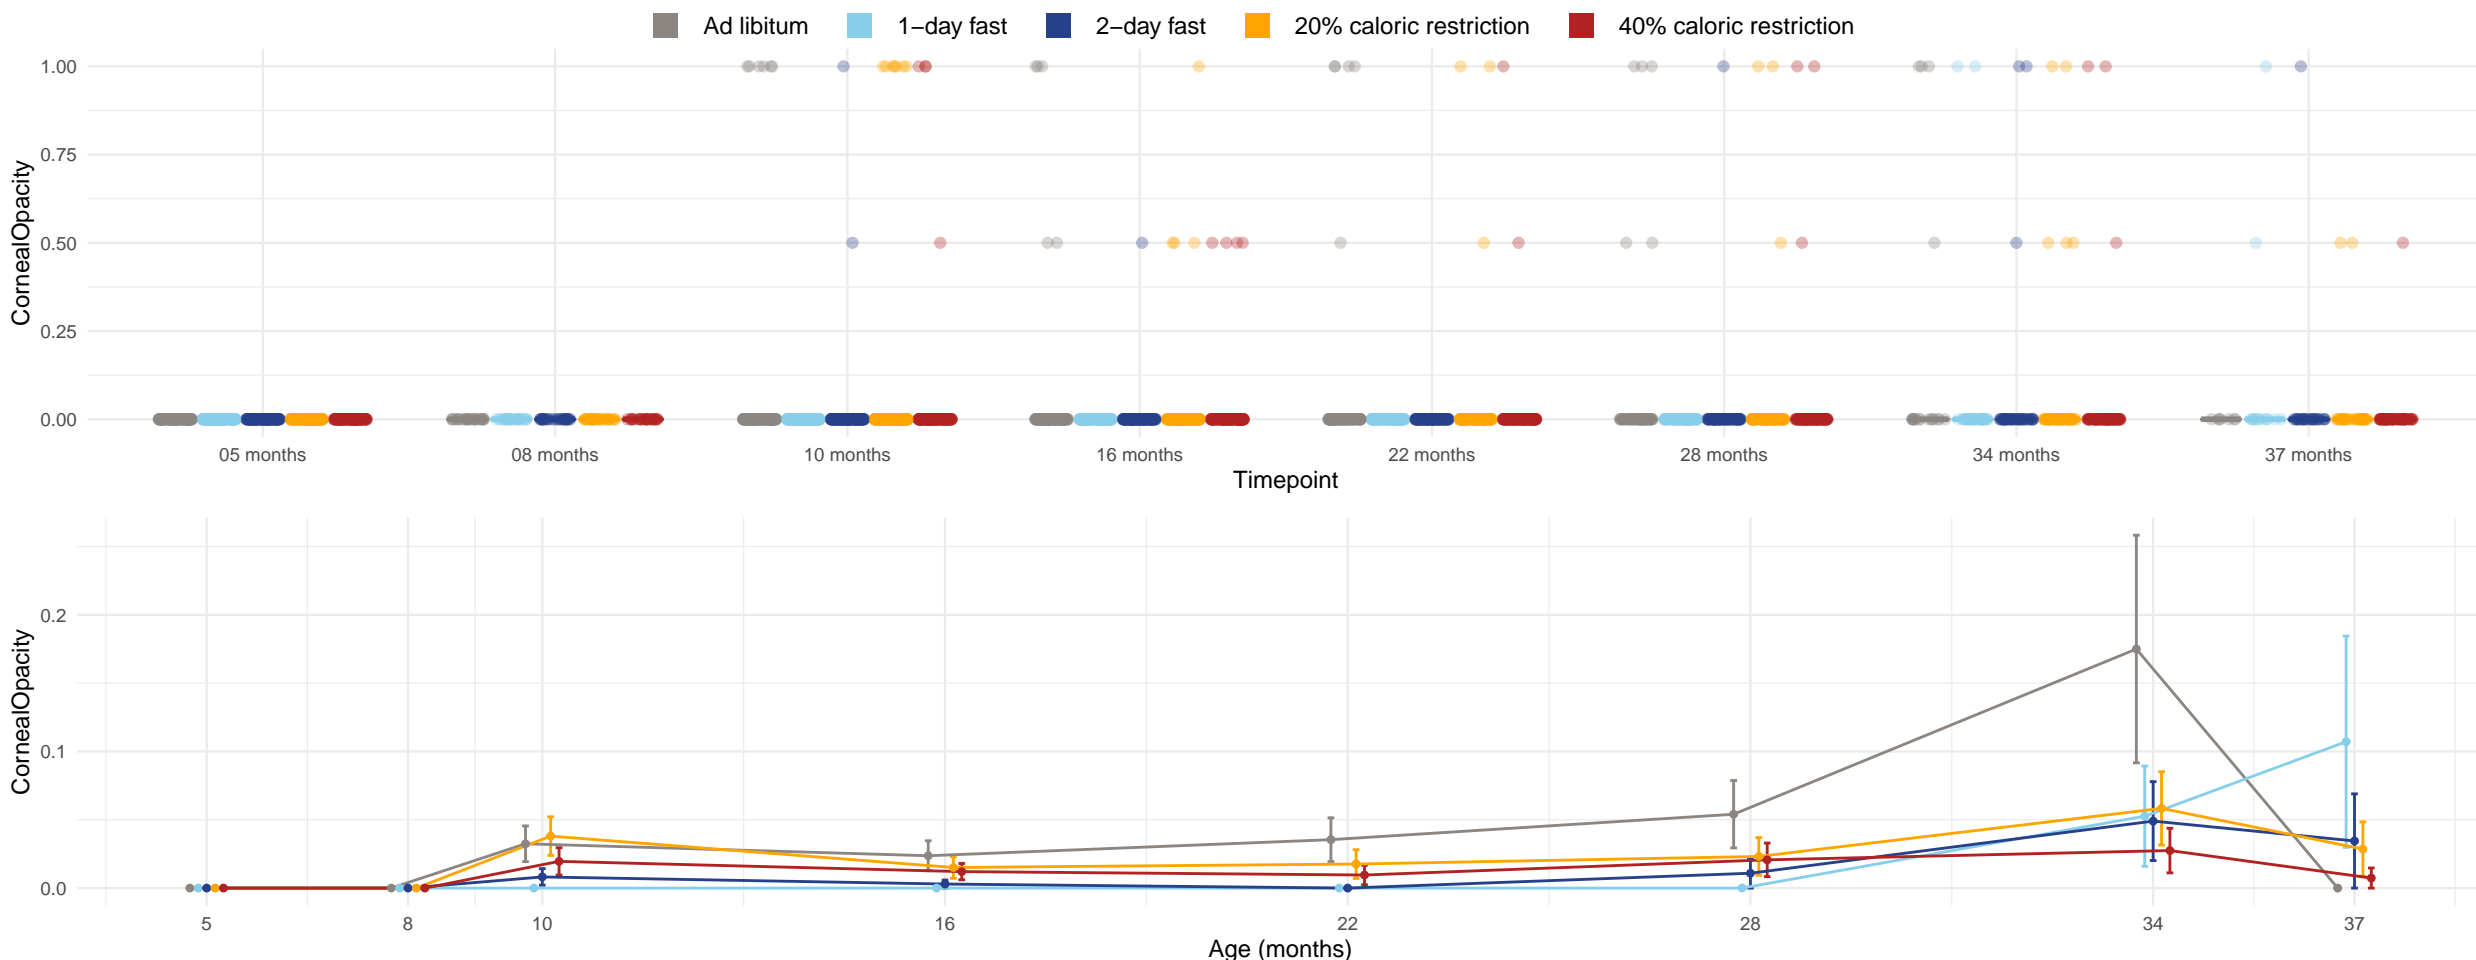 Ad libitum 1−day fast 2−day fast 20% caloric restriction 40% caloric restriction
CornealOpacity
1.00
0.75
0.50
0.25
0.00
05 months 08 months 10 months 16 months 22 months 28 months 34 months 37 months
Timepoint
CornealOpacity
0.2
0.1
0.0
5 8 10 16 22 28 34 37
Age (months)